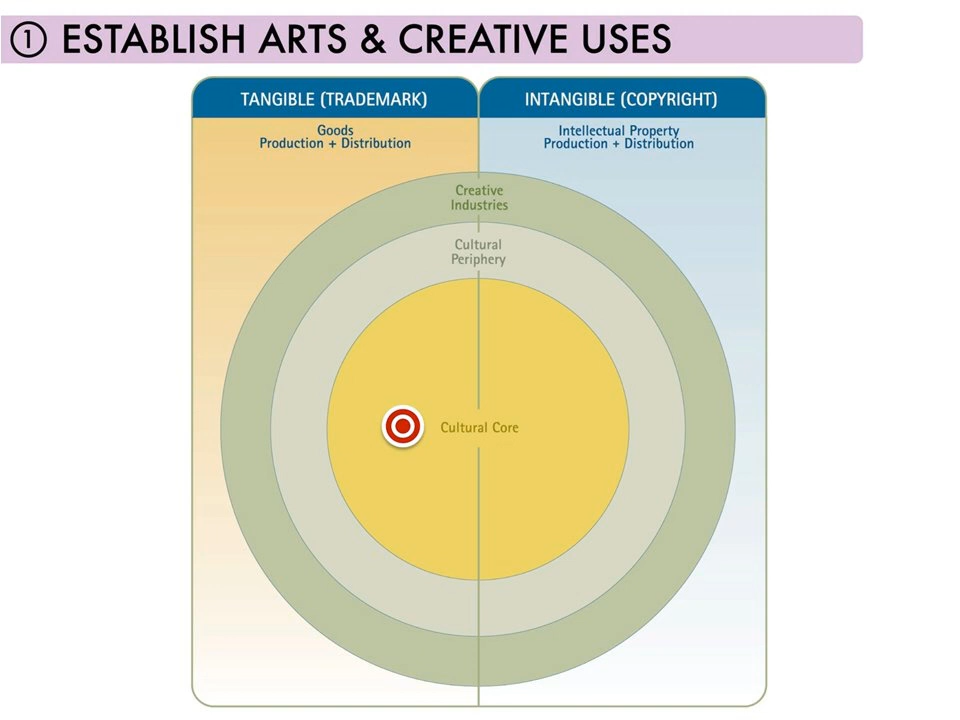 ① ESTABLISH ARTS & CREATIVE USES
TANGIBLE (TRADEMARK)
Goods
Production + Distribution
INTANGIBLE (COPYRIGHT)
Intellectual Property
Production + Distribution
Creative
Industries
Cultural
Periphery
Cultural Core